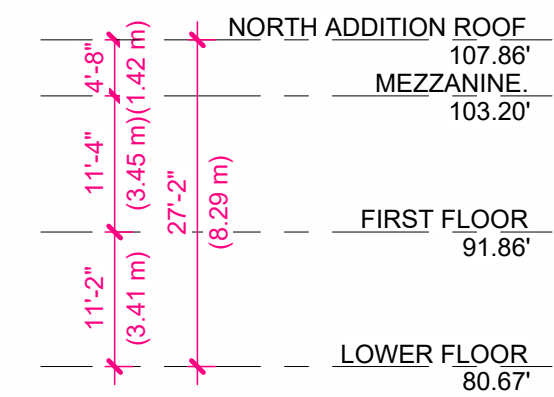 NORTH ADDITION ROOF
107.86'
MEZZANINE.
103.20'
FIRST FLOOR
91.86'
LOWER FLOOR
80.67'
4'-8"
(1.42 m)
11'-4"
(3.45 m)
11'-2"
(3.41 m)
27'-2"
(8.29 m)